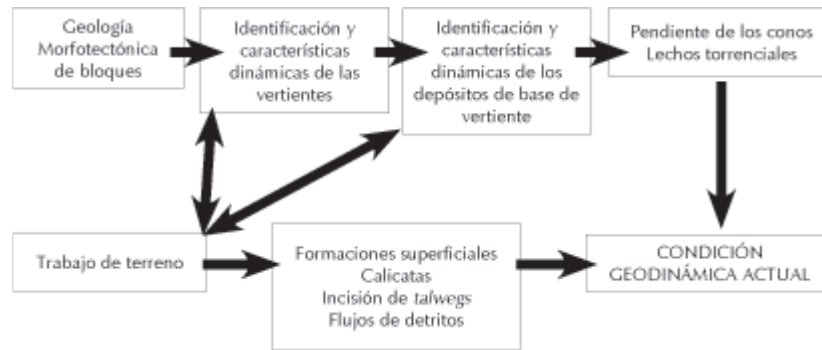 Geología
Morfotectónica
de bloques
Identificación y
características
dinámicas de las
vertientes
Identificación y
características
dinámicas de los
depósitos de base de
vertiente
Pendiente de los conos
Lechos torrenciales
Trabajo de terreno
Formaciones superficiales
Calicatas
Incisión de talwegs
Flujos de detritos
CONDICIÓN
GEODINÁMICA ACTUAL